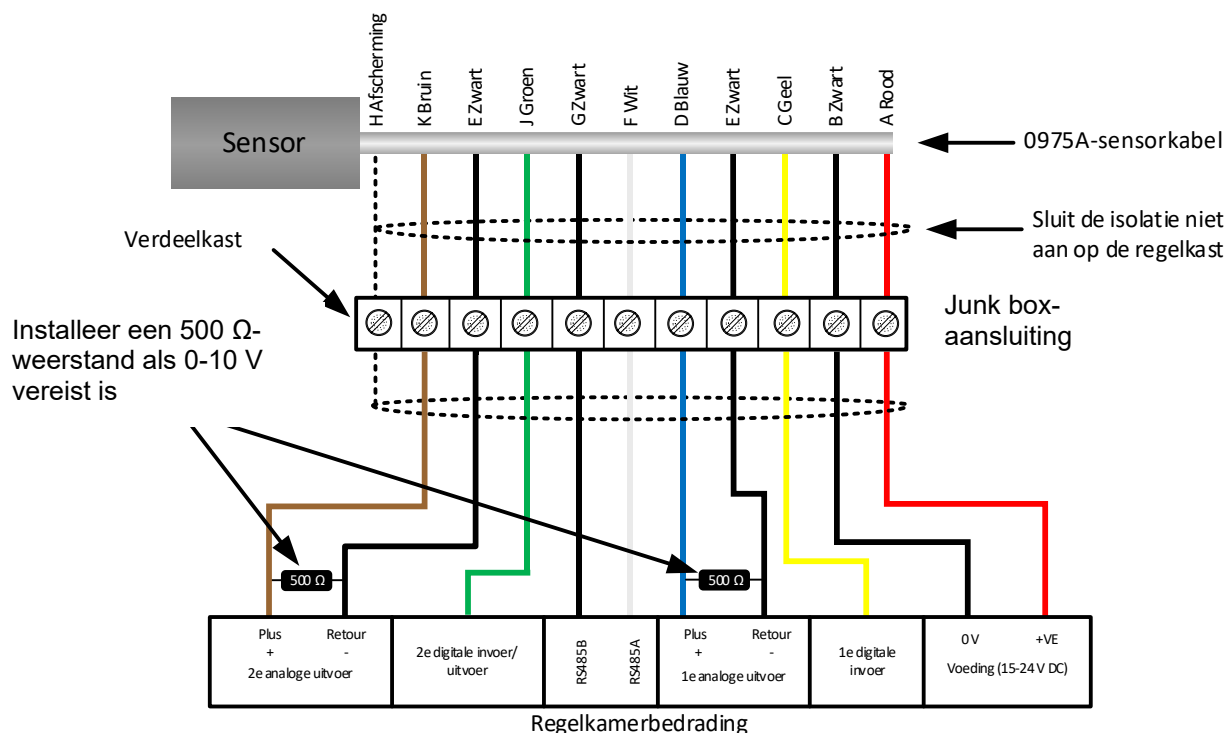 H Afscherming
K Bruin
E Zwart
J Groen
G Zwart
F Wit
D Blauw
E Zwart
C Geel
B Zwart
A Rood
Sensor
0975A-sensorkabel
Sluit de isolatie niet
aan op de regelkast
Verdeelkast
Junk box-
aansluiting
Installeer een 500 Ω-
weerstand als 0-10 V
vereist is
500 Ω
500 Ω
Plus
+
Retour
-
2e analoge uitvoer
2e digitale invoer/
uitvoer
RS485B
RS485A
Plus
+
Retour
-
1e analoge uitvoer
1e digitale
invoer
0 V
+VE
Voeding (15-24 V DC)
Regelkamerbedrading